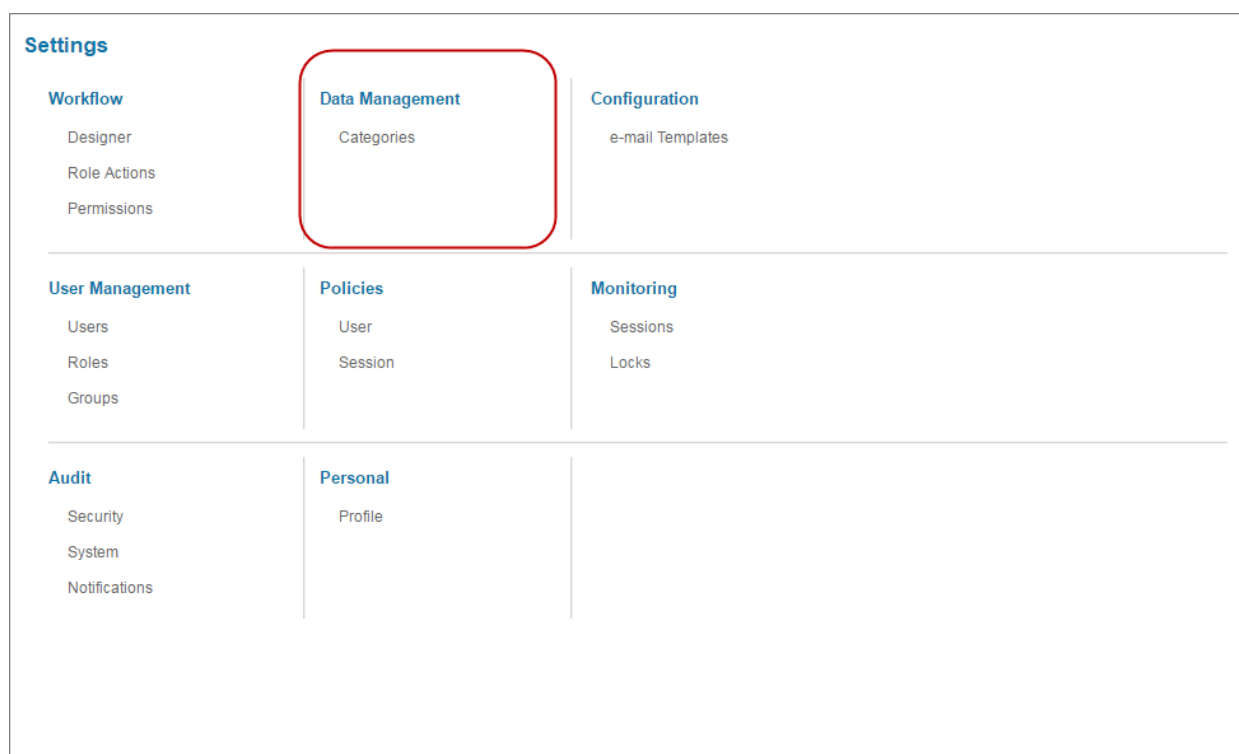 Settings
Workflow
Designer
Role Actions
Permissions
Data Management
Categories
Configuration
e-mail Templates
User Management
Users
Roles
Groups
Policies
User
Session
Monitoring
Sessions
Locks
Audit
Security
System
Notifications
Personal
Profile